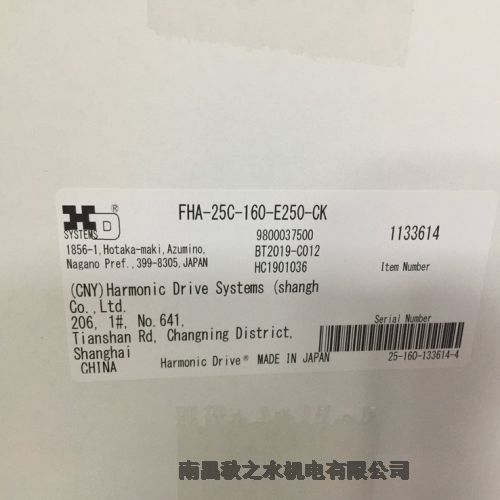 HD®
SYSTEMS
1856-1, Hotaka-maki, Azumino,
Nagano Pref., 399-8305, JAPAN
FHA-25C-160-E250-CK
9800037500
BT2019-C012
HC1901036
1133614
Item Number
(CNY)Harmonic Drive Systems (shangh
Co., Ltd.
206, 1#, No.641,
Tianshan Rd, Changning District,
Shanghai
CHINA
Harmonic Drive® MADE IN JAPAN
Serial Number
25-160-133614-4
南昌秋之水机电有限公司